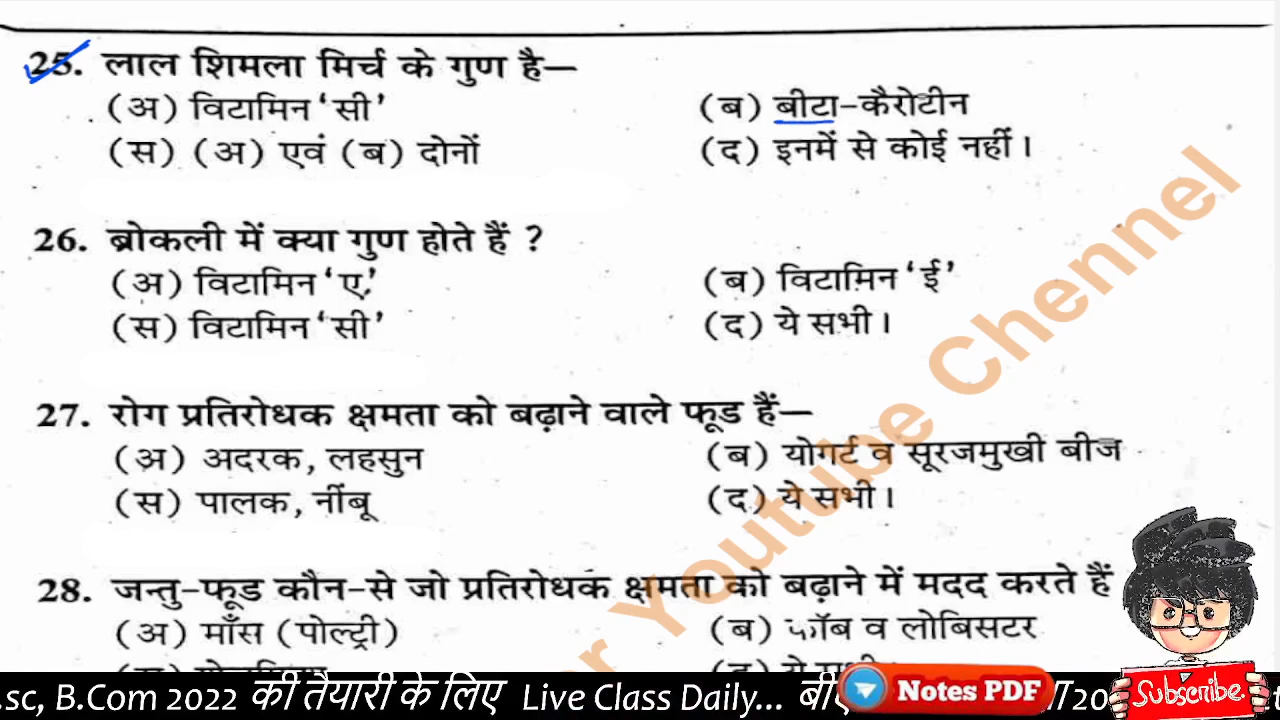 25. लाल शिमला मिर्च के गुण है—
(अ) विटामिन 'सी' (ब) बीटा-कैरोटीन
(स) (अ) एवं (ब) दोनों (द) इनमें से कोई नहीं।
26. ब्रोकली में क्या गुण होते हैं ?
(अ) विटामिन 'ए' (ब) विटामिन 'ई'
(स) विटामिन 'सी' (द) ये सभी।
27. रोग प्रतिरोधक क्षमता को बढ़ाने वाले फूड हैं—
(अ) अदरक, लहसुन (ब) योगर्ट व सूरजमुखी बीज
(स) पालक, नींबू (द) ये सभी।
28. जन्तु-फूड कौन-से जो प्रतिरोधक क्षमता को बढ़ाने में मदद करते हैं
(अ) माँस (पोल्ट्री) (ब) क्रॉब व लोबिसटर
Youtube Chennel
.sc, B.Com 2022 की तैयारी के लिए Live Class Daily...
Notes PDF
Subscribe